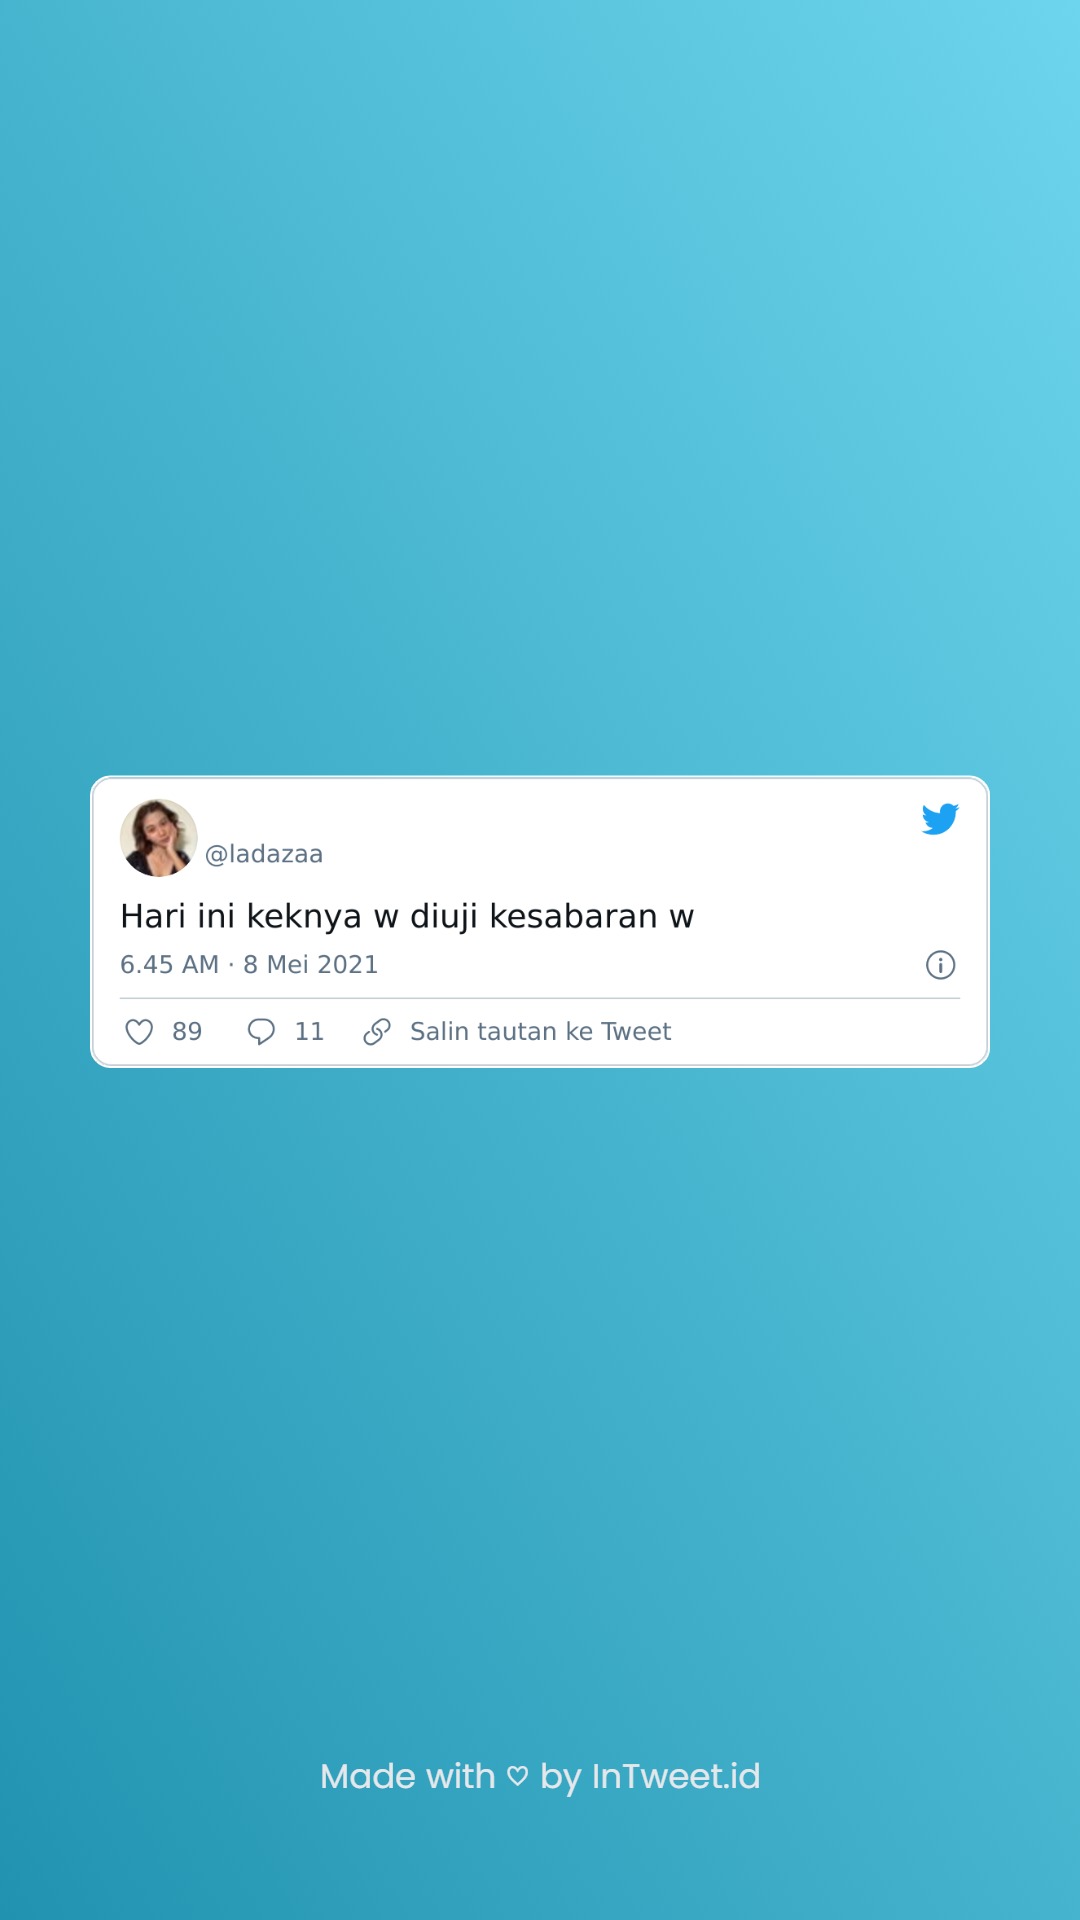 @ladazaa
Hari ini keknya w diuji kesabaran w
6.45 AM · 8 Mei 2021
89 11 Salin tautan ke Tweet
Made with ♡ by InTweet.id